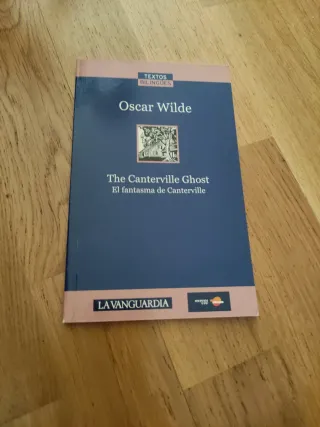 TEXTOS
BILINGÜES
Oscar Wilde
The Canterville Ghost
El fantasma de Canterville
LA VANGUARDIA